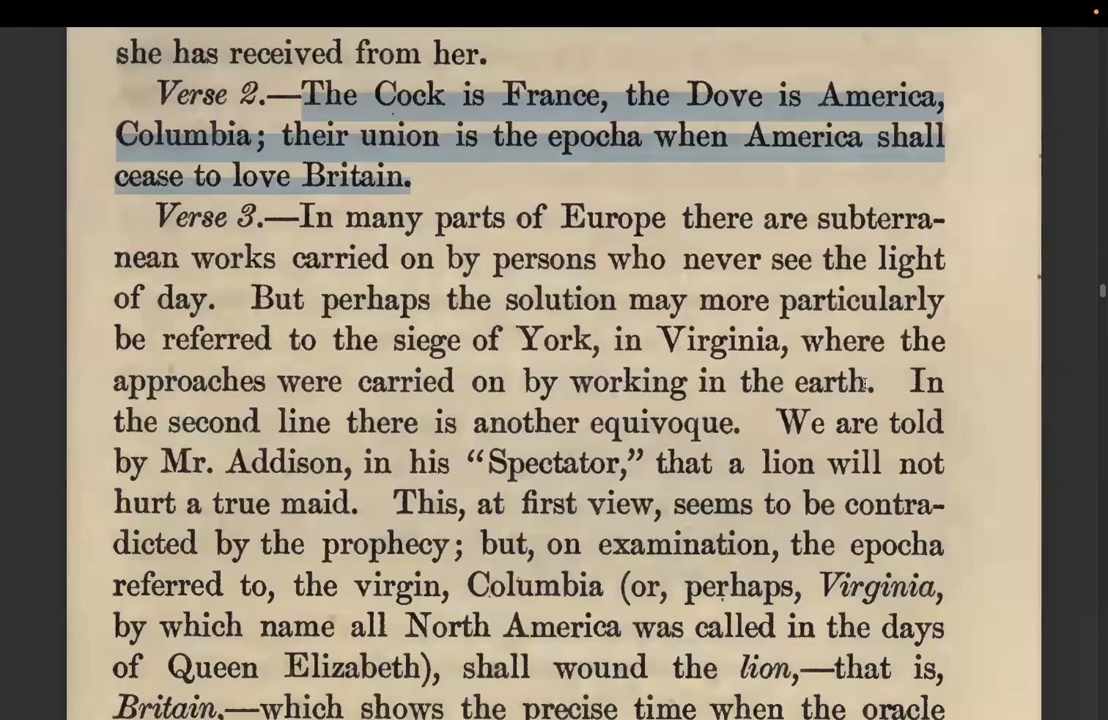 she has received from her.
Verse 2.—The Cock is France, the Dove is America,
Columbia; their union is the epocha when America shall
cease to love Britain.
Verse 3.—In many parts of Europe there are subterra-
nean works carried on by persons who never see the light
of day. But perhaps the solution may more particularly
be referred to the siege of York, in Virginia, where the
approaches were carried on by working in the earth. In
the second line there is another equivoque. We are told
by Mr. Addison, in his “Spectator,” that a lion will not
hurt a true maid. This, at first view, seems to be contra-
dicted by the prophecy; but, on examination, the epocha
referred to, the virgin, Columbia (or, perhaps, Virginia,
by which name all North America was called in the days
of Queen Elizabeth), shall wound the lion,—that is,
Britain,—which shows the precise time when the oracle